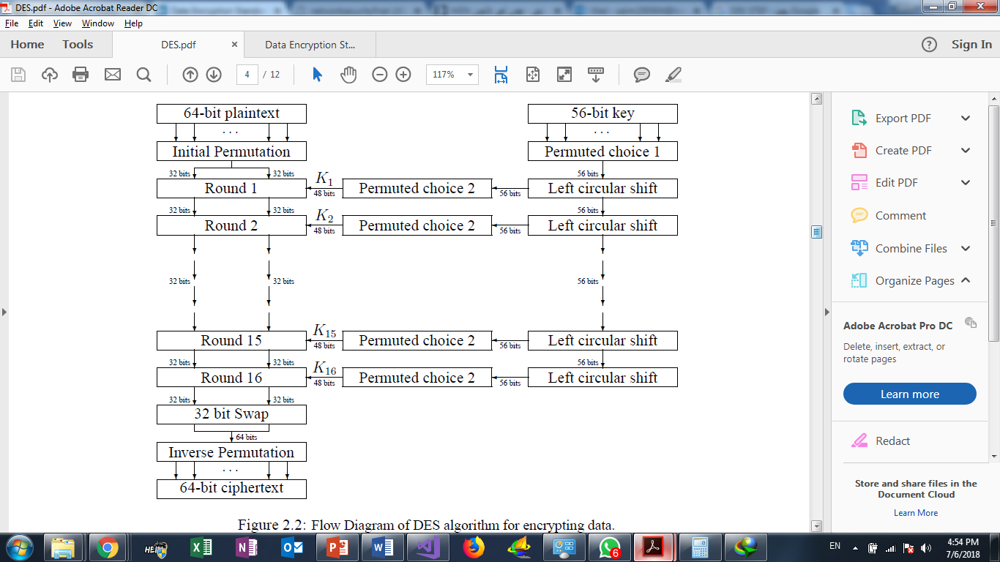 DES.pdf - Adobe Acrobat Reader DC
File Edit View Window Help
Home Tools DES.pdf × Data Encryption St... Sign In
4 / 12 117%
64-bit plaintext 56-bit key
. . . . . .
Initial Permutation Permuted choice 1
32 bits 32 bits K1 56 bits
Round 1 48 bits Permuted choice 2 56 bits Left circular shift
32 bits 32 bits K2 56 bits
Round 2 48 bits Permuted choice 2 56 bits Left circular shift
32 bits 32 bits 56 bits
K15
Round 15 48 bits Permuted choice 2 56 bits Left circular shift
32 bits 32 bits K16 56 bits
Round 16 48 bits Permuted choice 2 56 bits Left circular shift
32 bits 32 bits
32 bit Swap
64 bits
Inverse Permutation
. . .
64-bit ciphertext
Figure 2.2: Flow Diagram of DES algorithm for encrypting data.
Export PDF
Create PDF
Edit PDF
Comment
Combine Files
Organize Pages
Adobe Acrobat Pro DC
Delete, insert, extract, or
rotate pages
Learn more
Redact
Store and share files in the
Document Cloud
Learn More
EN 4:54 PM
7/6/2018